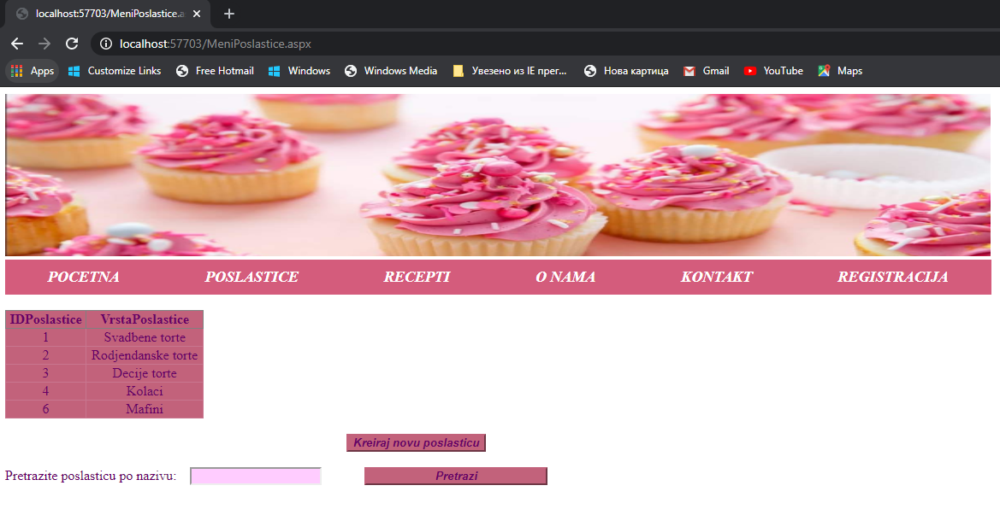 localhost:57703/MeniPoslastice.a
localhost:57703/MeniPoslastice.aspx
Apps Customize Links Free Hotmail Windows Windows Media Увезено из IE прег... Нова картица Gmail YouTube Maps
POCETNA POSLASTICE RECEPTI O NAMA KONTAKT REGISTRACIJA
IDPoslastice VrstaPoslastice
1 Svadbene torte
2 Rodjendanske torte
3 Decije torte
4 Kolaci
6 Mafini
Kreiraj novu poslasticu
Pretrazite poslasticu po nazivu: Pretrazi